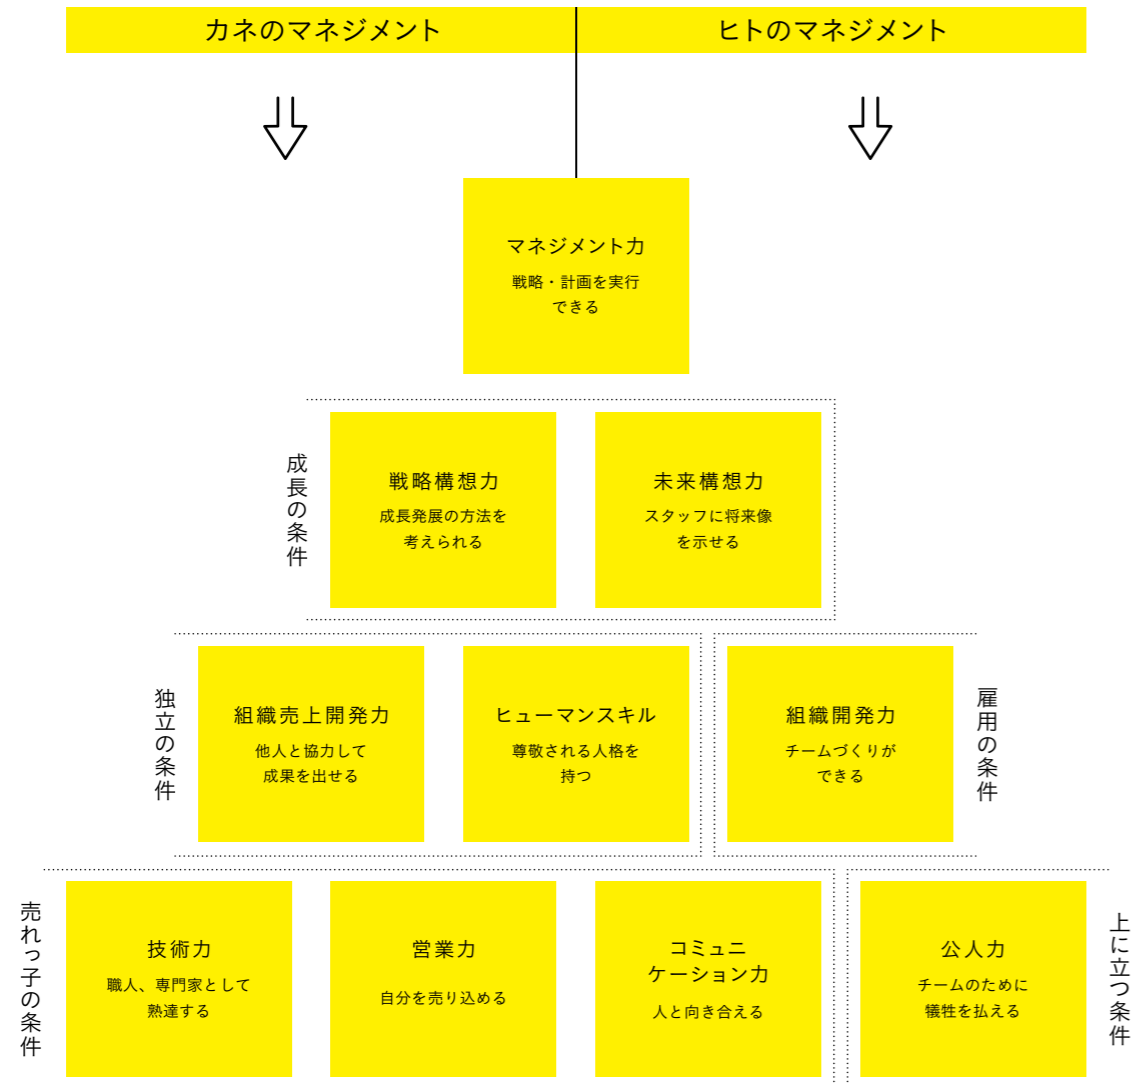 カネのマネジメント
ヒトのマネジメント
マネジメント力
戦略・計画を実行
できる
成長の条件
戦略構想力
成長発展の方法を
考えられる
未来構想力
スタッフに将来像
を示せる
独立の条件
組織売上開発力
他人と協力して
成果を出せる
ヒューマンスキル
尊敬される人格を
持つ
組織開発力
チームづくりが
できる
雇用の条件
売れっ子の条件
技術力
職人、専門家として
熟達する
営業力
自分を売り込める
コミュニ
ケーション力
人と向き合える
公人力
チームのために
犠牲を払える
上に立つ条件